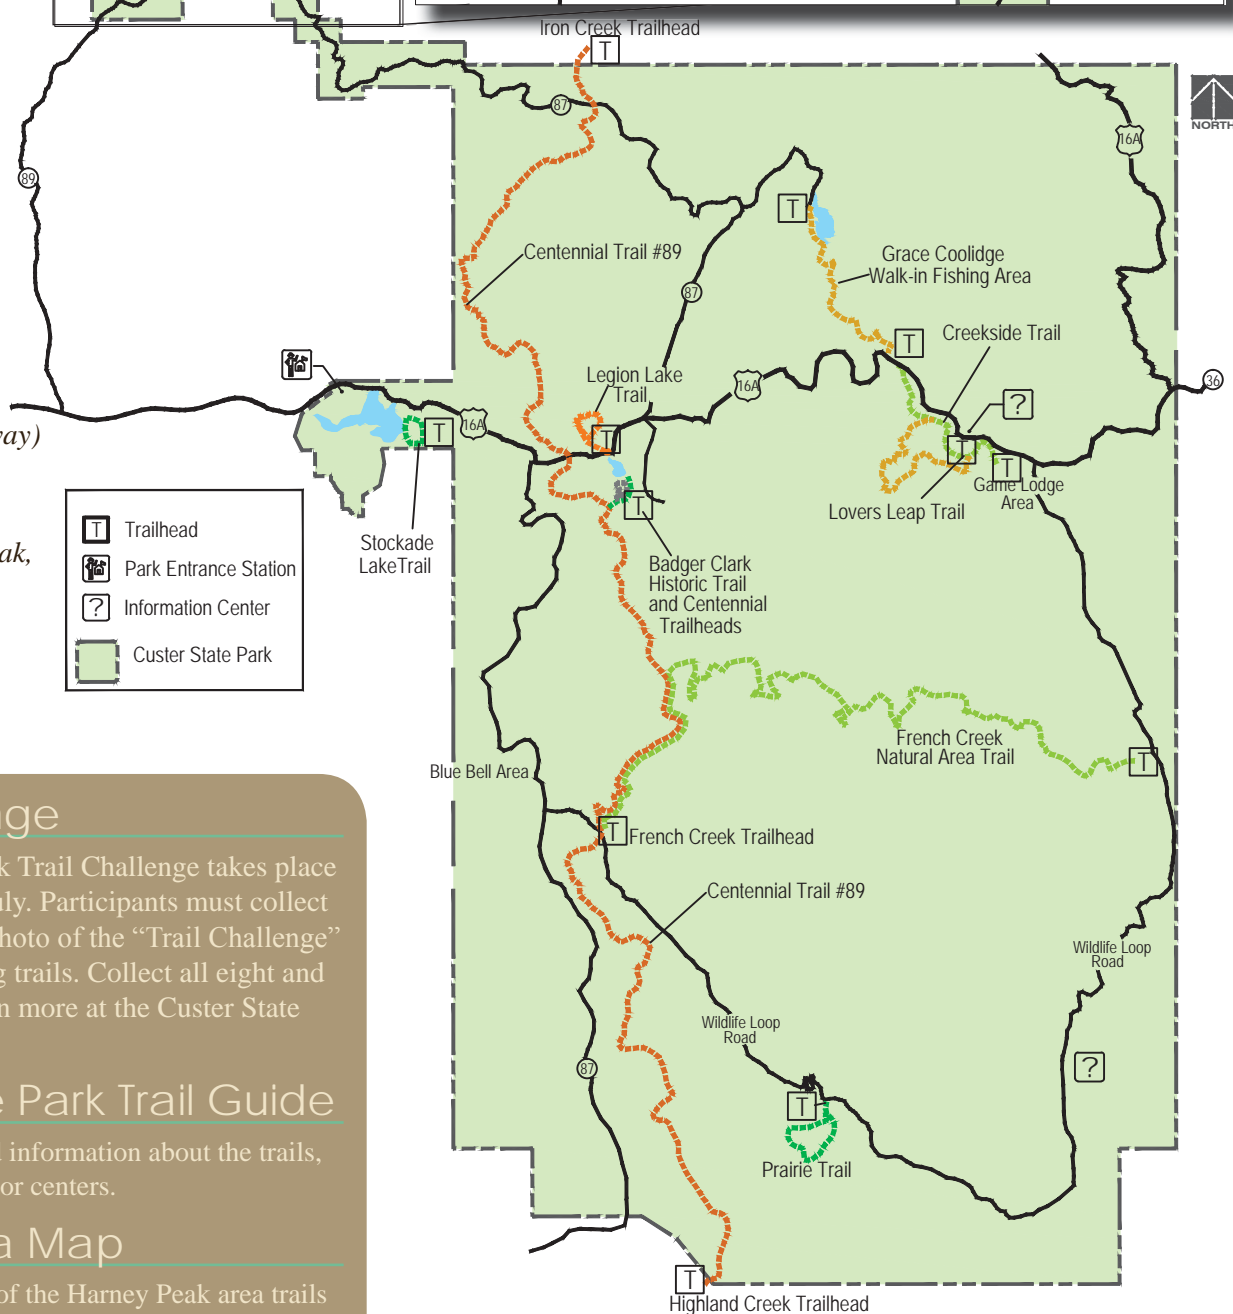 Iron Creek Trailhead
T
87
16A
NORTH
89
T
Centennial Trail #89
Grace Coolidge
Walk-in Fishing Area
87
T
Creekside Trail
Legion Lake
Trail
16A
36
?
way)
T
16A
T
T
T
Game Lodge
Area
Lovers Leap Trail
T
Stockade
LakeTrail
T Trailhead
Park Entrance Station
? Information Center
Custer State Park
Badger Clark
Historic Trail
and Centennial
Trailheads
French Creek
Natural Area Trail
T
Blue Bell Area
T French Creek Trailhead
Centennial Trail #89
Wildlife Loop
Road
Wildlife Loop
Road
87
?
T
Prairie Trail
T
Highland Creek Trailhead
k Trail Challenge takes place
uly. Participants must collect
hoto of the “Trail Challenge”
g trails. Collect all eight and
n more at the Custer State
e Park Trail Guide
l information about the trails,
or centers.
a Map
of the Harney Peak area trails